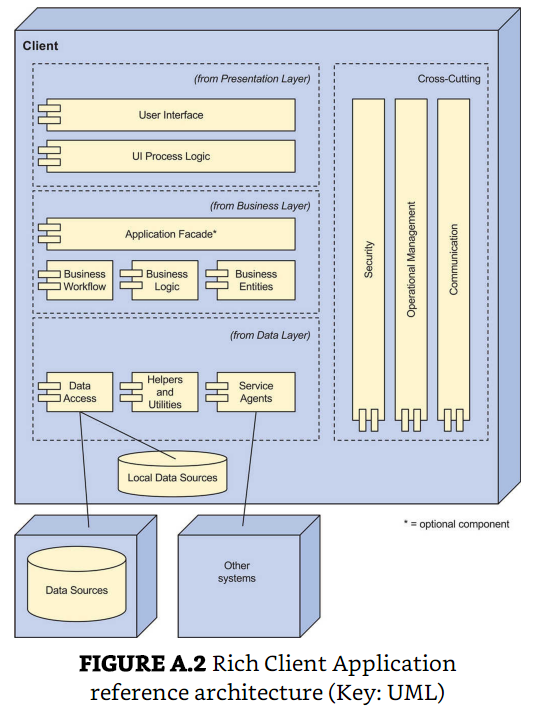 Client
(from Presentation Layer)
User Interface
UI Process Logic
(from Business Layer)
Application Facade*
Business
Workflow
Business
Logic
Business
Entities
(from Data Layer)
Data
Access
Helpers
and
Utilities
Service
Agents
Local Data Sources
Cross-Cutting
Security
Operational Management
Communication
* = optional component
Data Sources
Other
systems
FIGURE A.2 Rich Client Application
reference architecture (Key: UML)